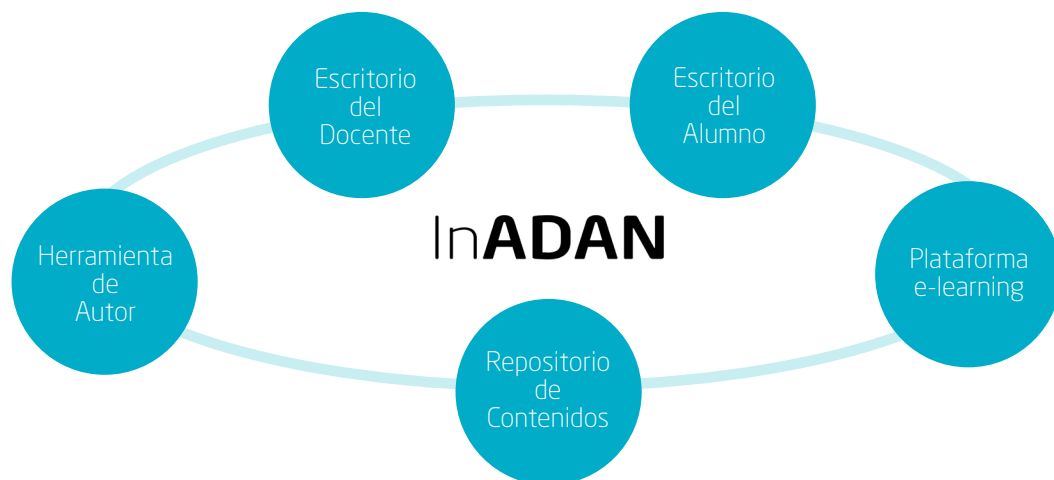 Escritorio
del
Docente
Escritorio
del
Alumno
Herramienta
de
Autor
InADAN
Plataforma
e-learning
Repositorio
de
Contenidos